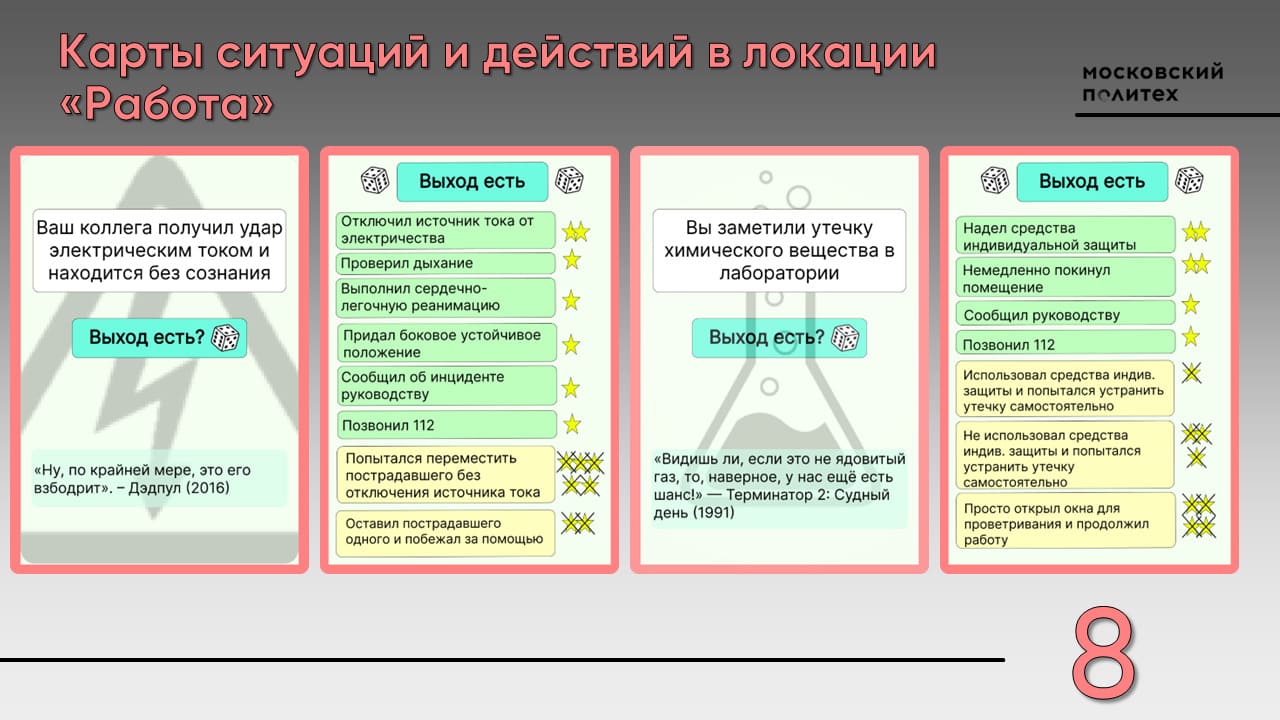 Карты ситуаций и действий в локации
«Работа»
московский
политех
Ваш коллега получил удар
электрическим током и
находится без сознания
Выход есть?
«Ну, по крайней мере, это его
взбодрит». – Дэдпул (2016)
Выход есть
Отключил источник тока от
электричества
Проверил дыхание
Выполнил сердечно-
легочную реанимацию
Придал боковое устойчивое
положение
Сообщил об инциденте
руководству
Позвонил 112
Попытался переместить
пострадавшего без
отключения источника тока
Оставил пострадавшего
одного и побежал за помощью
Вы заметили утечку
химического вещества в
лаборатории
Выход есть?
«Видишь ли, если это не ядовитый
газ, то, наверное, у нас ещё есть
шанс!» — Терминатор 2: Судный
день (1991)
Выход есть
Надел средства
индивидуальной защиты
Немедленно покинул
помещение
Сообщил руководству
Позвонил 112
Использовал средства индив.
защиты и попытался устранить
утечку самостоятельно
Не использовал средства
индив. защиты и попытался
устранить утечку
самостоятельно
Просто открыл окна для
проветривания и продолжил
работу
8